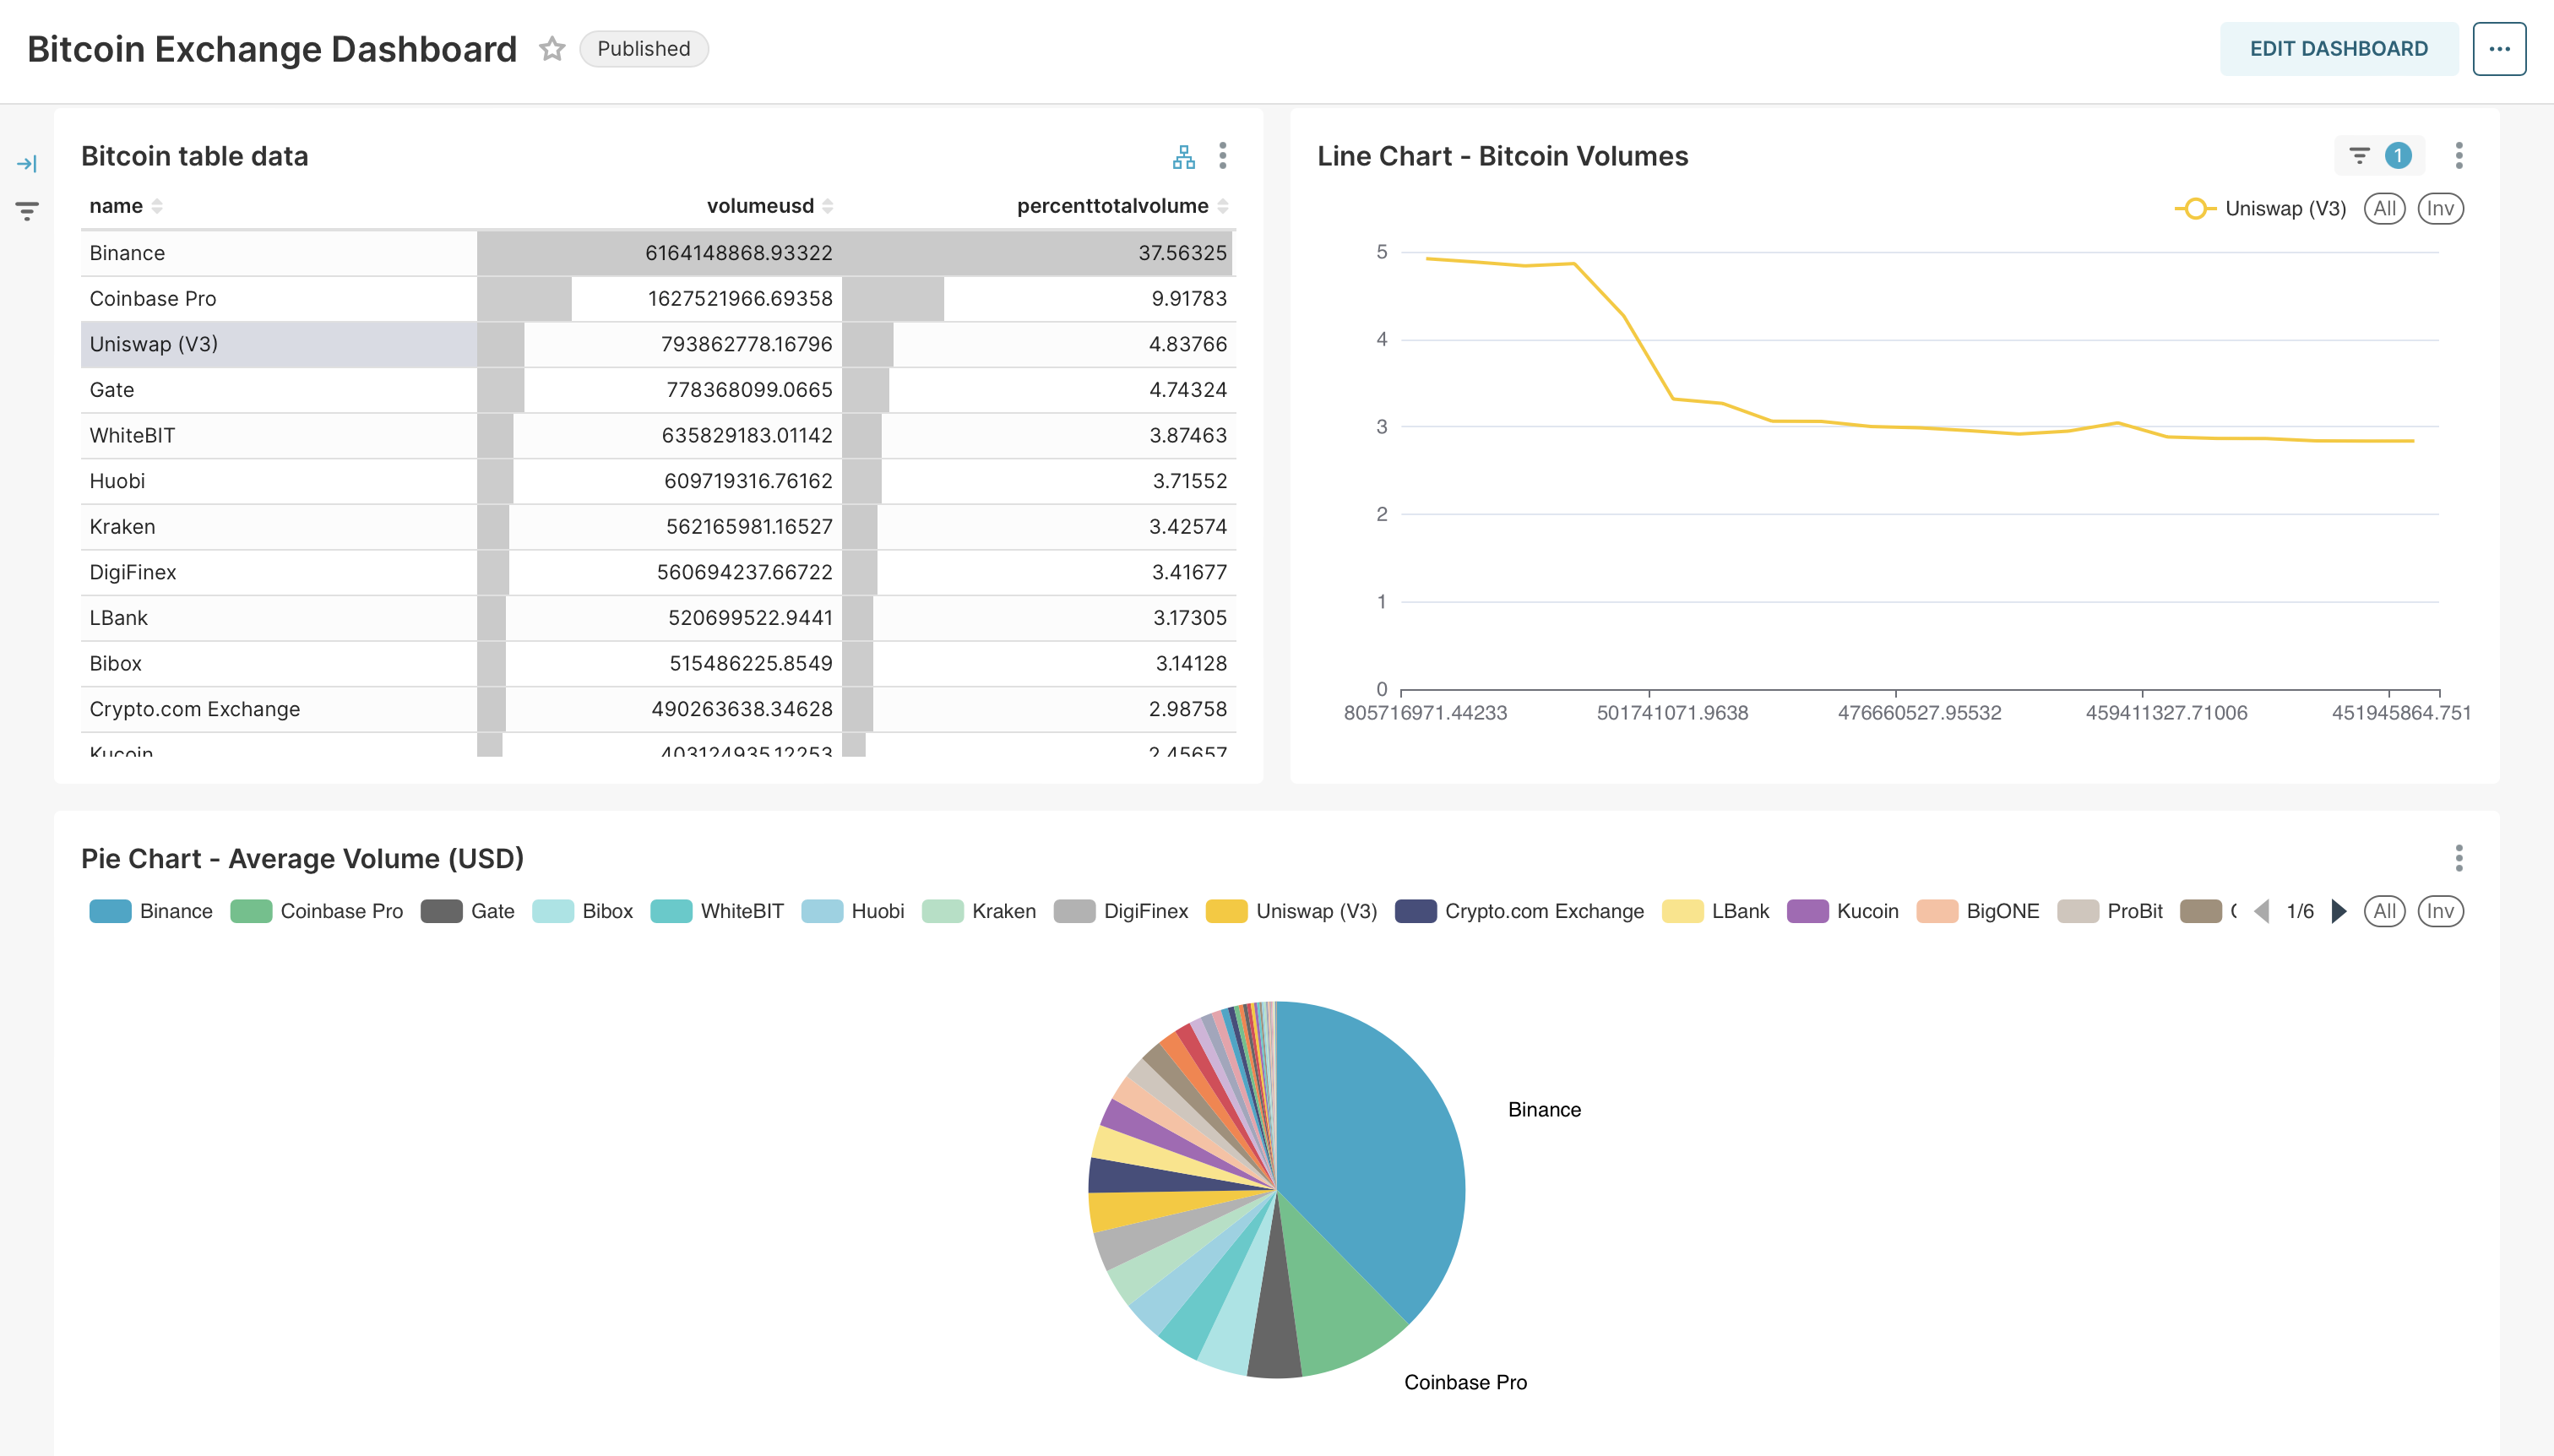 Bitcoin Exchange Dashboard Published EDIT DASHBOARD
Bitcoin table data
name volumeusd percenttotalvolume
Binance 6164148868.93322 37.56325
Coinbase Pro 1627521966.69358 9.91783
Uniswap (V3) 793862778.16796 4.83766
Gate 778368099.0665 4.74324
WhiteBIT 635829183.01142 3.87463
Huobi 609719316.76162 3.71552
Kraken 562165981.16527 3.42574
DigiFinex 560694237.66722 3.41677
LBank 520699522.9441 3.17305
Bibox 515486225.8549 3.14128
Crypto.com Exchange 490263638.34628 2.98758
Kucoin 403124935.12253 2.45657
Line Chart - Bitcoin Volumes 1
Uniswap (V3) All Inv
5
4
3
2
1
0
805716971.44233 501741071.9638 476660527.95532 459411327.71006 451945864.751
Pie Chart - Average Volume (USD)
Binance Coinbase Pro Gate Bibox WhiteBIT Huobi Kraken DigiFinex Uniswap (V3) Crypto.com Exchange LBank Kucoin BigONE ProBit 1/6 All Inv
Binance
Coinbase Pro